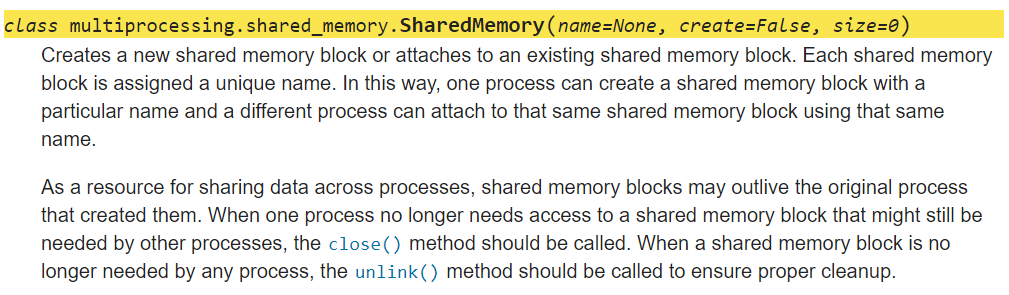 class multiprocessing.shared_memory.SharedMemory(name=None, create=False, size=0)
Creates a new shared memory block or attaches to an existing shared memory block. Each shared memory
block is assigned a unique name. In this way, one process can create a shared memory block with a
particular name and a different process can attach to that same shared memory block using that same
name.
As a resource for sharing data across processes, shared memory blocks may outlive the original process
that created them. When one process no longer needs access to a shared memory block that might still be
needed by other processes, the close() method should be called. When a shared memory block is no
longer needed by any process, the unlink() method should be called to ensure proper cleanup.